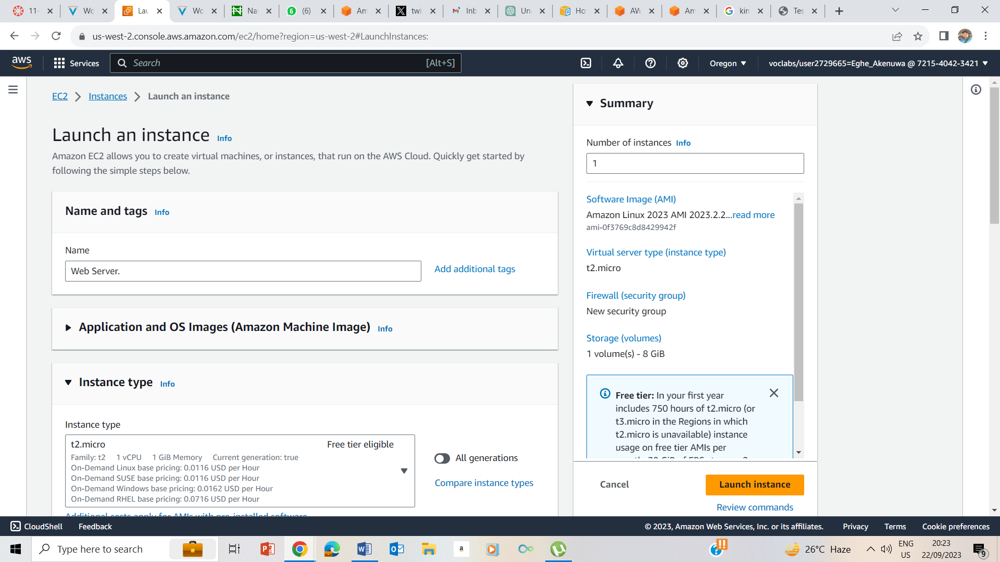 11-
Wo
Lau
Wo
Nai
(6)
Am
twi
Inb
Un
Ho
AW
Am
kin
Tes
us-west-2.console.aws.amazon.com/ec2/home?region=us-west-2#LaunchInstances:
aws
Services
Search
[Alt+S]
Oregon
voclabs/user2729665=Eghe_Akenuwa @ 7215-4042-3421
EC2
Instances
Launch an instance
Launch an instance Info
Amazon EC2 allows you to create virtual machines, or instances, that run on the AWS Cloud. Quickly get started by
following the simple steps below.
Name and tags Info
Name
Web Server.
Add additional tags
Application and OS Images (Amazon Machine Image) Info
Instance type Info
Instance type
t2.micro
Free tier eligible
Family: t2 1 vCPU 1 GiB Memory Current generation: true
On-Demand Linux base pricing: 0.0116 USD per Hour
On-Demand SUSE base pricing: 0.0116 USD per Hour
On-Demand Windows base pricing: 0.0162 USD per Hour
On-Demand RHEL base pricing: 0.0716 USD per Hour
All generations
Compare instance types
Additional costs apply for AMIs with pre-installed software
Summary
Number of instances Info
1
Software Image (AMI)
Amazon Linux 2023 AMI 2023.2.2...read more
ami-0f3769c8d8429942f
Virtual server type (instance type)
t2.micro
Firewall (security group)
New security group
Storage (volumes)
1 volume(s) - 8 GiB
Free tier: In your first year
includes 750 hours of t2.micro (or
t3.micro in the Regions in which
t2.micro is unavailable) instance
usage on free tier AMIs per
Cancel
Launch instance
Review commands
CloudShell
Feedback
© 2023, Amazon Web Services, Inc. or its affiliates.
Privacy
Terms
Cookie preferences
Type here to search
26°C Haze
ENG
US
20:23
22/09/2023
9